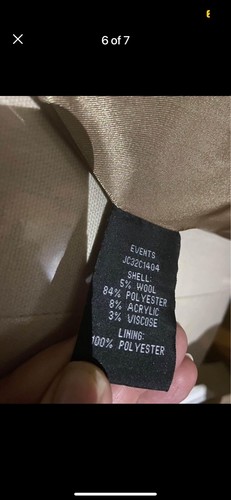 6 of 7
EVENTS
JC32C1404
SHELL:
5% WOOL
84% POLYESTER
8% ACRYLIC
3% VISCOSE
LINING:
100% POLYESTER